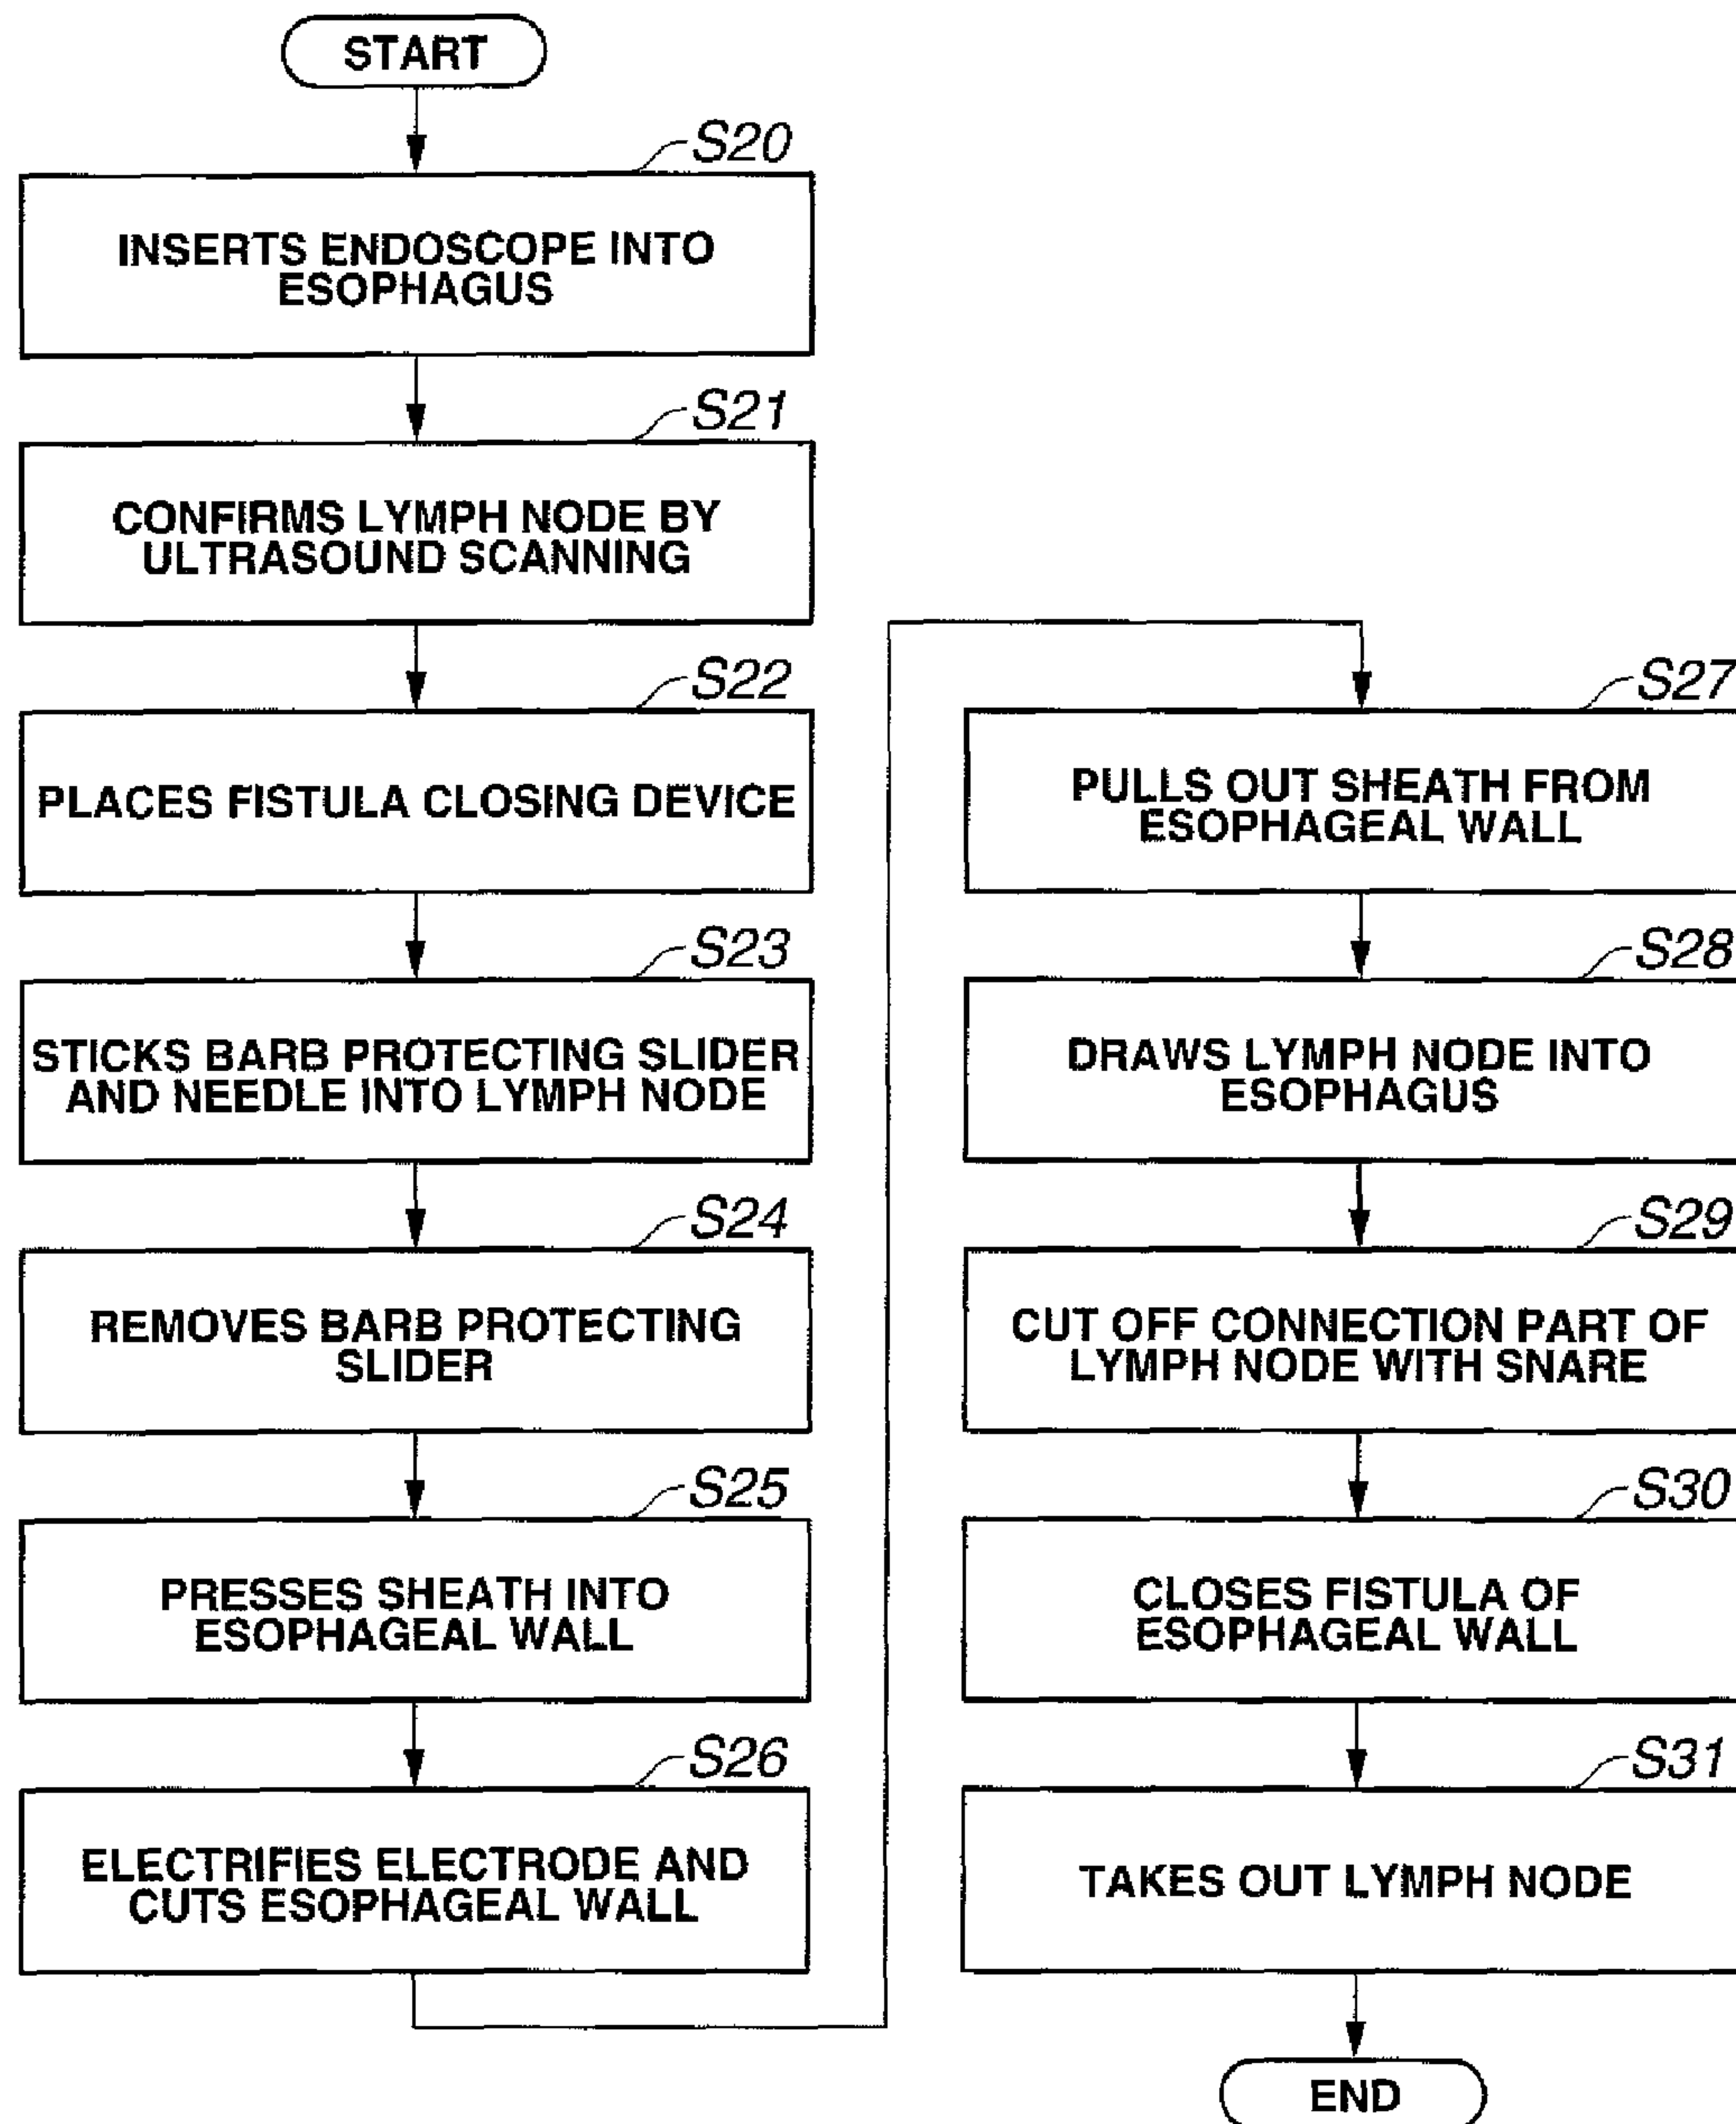 START
S20
INSERTS ENDOSCOPE INTO
ESOPHAGUS
S21
CONFIRMS LYMPH NODE BY
ULTRASOUND SCANNING
S22
PLACES FISTULA CLOSING DEVICE
S23
STICKS BARB PROTECTING SLIDER
AND NEEDLE INTO LYMPH NODE
S24
REMOVES BARB PROTECTING
SLIDER
S25
PRESSES SHEATH INTO
ESOPHAGEAL WALL
S26
ELECTRIFIES ELECTRODE AND
CUTS ESOPHAGEAL WALL
S27
PULLS OUT SHEATH FROM
ESOPHAGEAL WALL
S28
DRAWS LYMPH NODE INTO
ESOPHAGUS
S29
CUT OFF CONNECTION PART OF
LYMPH NODE WITH SNARE
S30
CLOSES FISTULA OF
ESOPHAGEAL WALL
S31
TAKES OUT LYMPH NODE
END